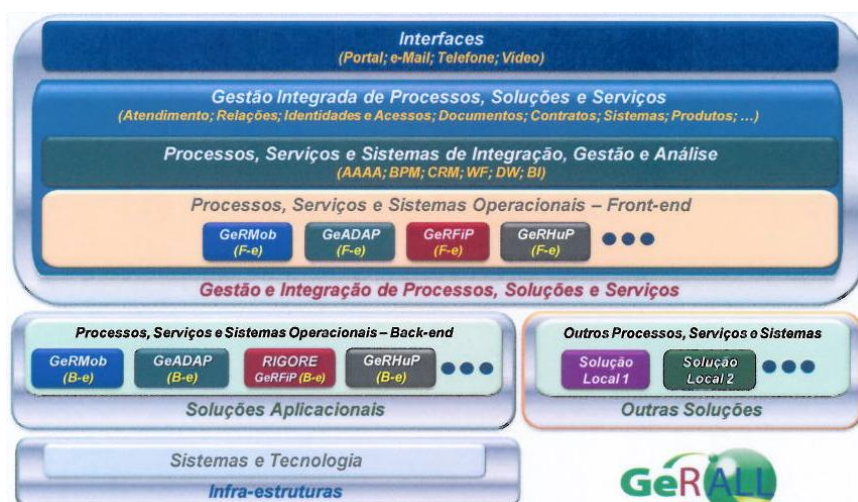 Interfaces
(Portal; e-Mail; Telefone; Video)
Gestão Integrada de Processos, Soluções e Serviços
(Atendimento; Relações; Identidades e Acessos; Documentos; Contratos; Sistemas; Produtos; ...)
Processos, Serviços e Sistemas de Integração, Gestão e Análise
(AAAA; BPM; CRM; WF; DW; BI)
Processos, Serviços e Sistemas Operacionais – Front-end
GeRMob
(F-e)
GeADAP
(F-e)
GeRFiP
(F-e)
GeRHuP
(F-e)
Gestão e Integração de Processos, Soluções e Serviços
Processos, Serviços e Sistemas Operacionais – Back-end
GeRMob
(B-e)
GeADAP
(B-e)
RIGORE
GeRFiP (B-e)
GeRHuP
(B-e)
Soluções Aplicacionais
Outros Processos, Serviços e Sistemas
Solução
Local 1
Solução
Local 2
Outras Soluções
Sistemas e Tecnologia
Infra-estruturas
GeRALL